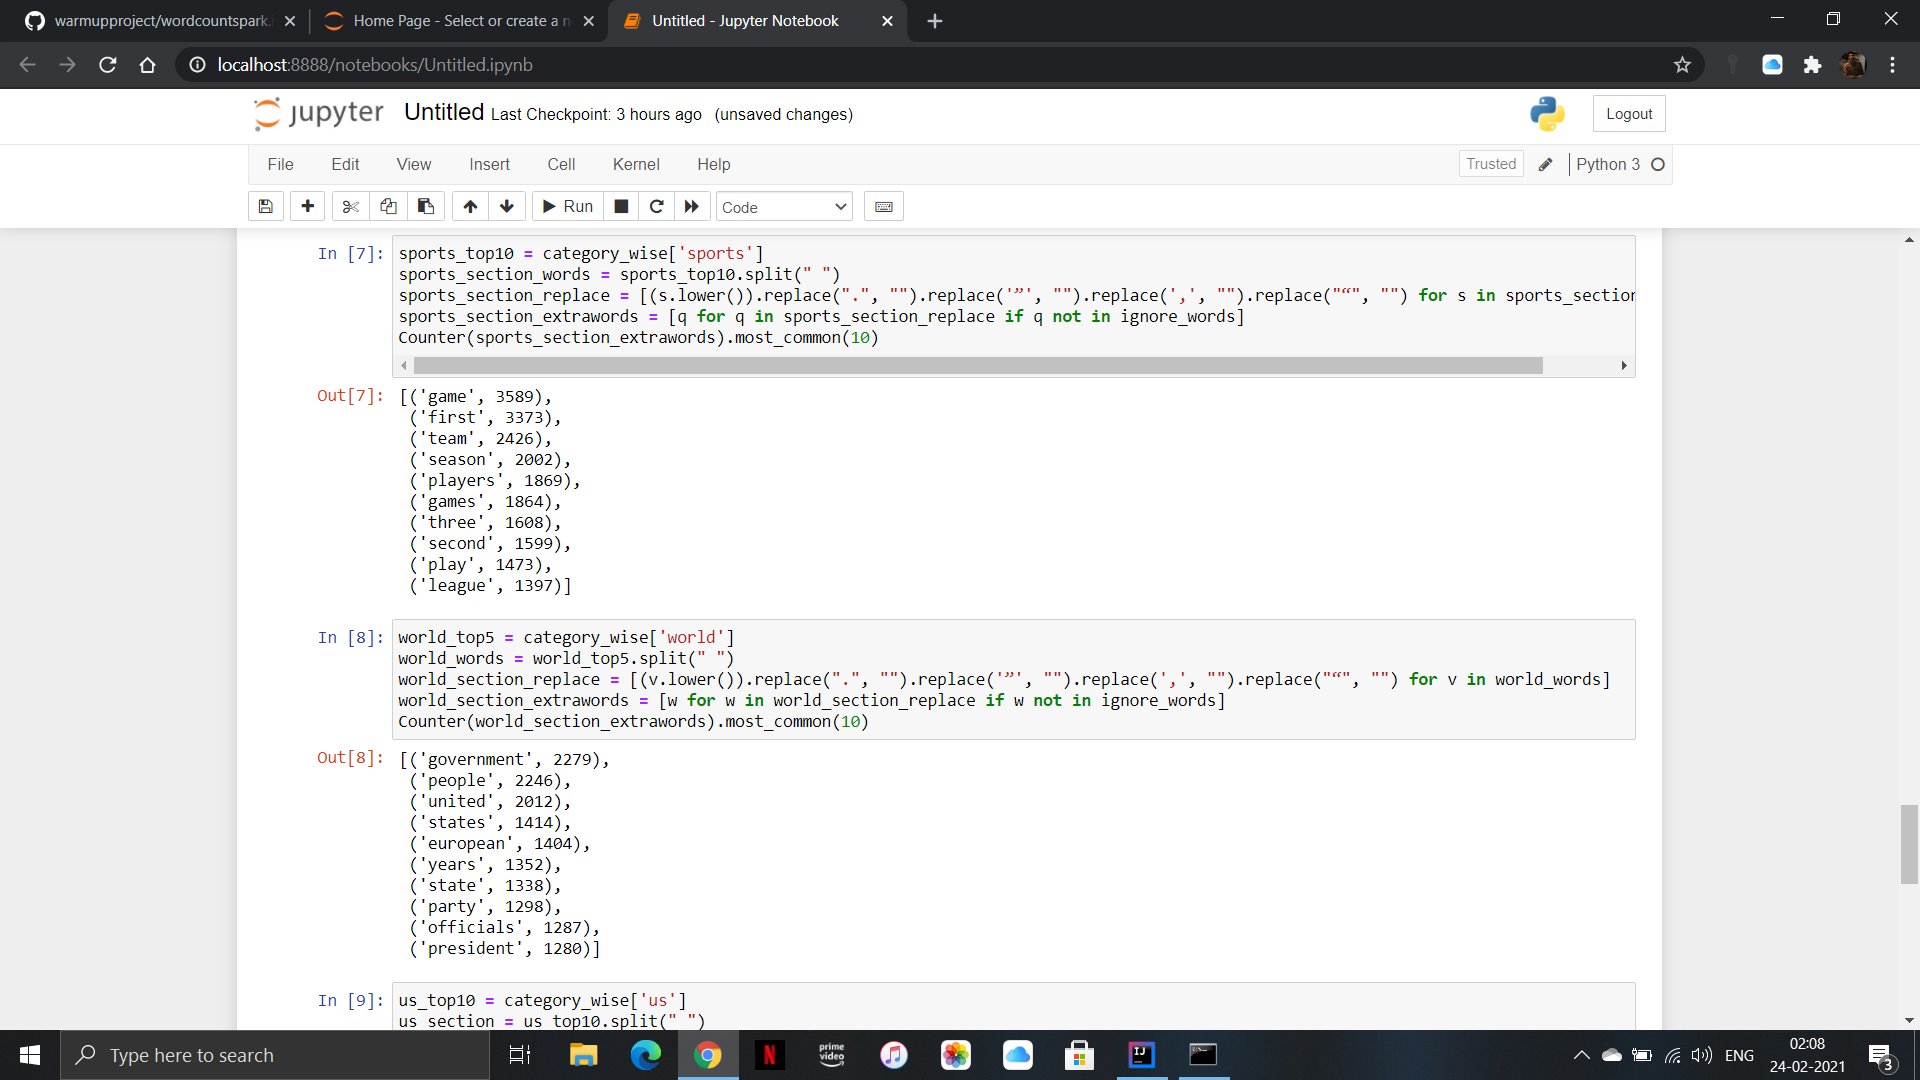 warmupproject/wordcountspark.i
Home Page - Select or create a n
Untitled - Jupyter Notebook
localhost:8888/notebooks/Untitled.ipynb
jupyter Untitled Last Checkpoint: 3 hours ago (unsaved changes)
Logout
File Edit View Insert Cell Kernel Help
Trusted
Python 3
Run
Code
In [7]: sports_top10 = category_wise['sports']
sports_section_words = sports_top10.split(" ")
sports_section_replace = [(s.lower()).replace(".", "").replace('”', "").replace(',', "").replace("“", "") for s in sports_section
sports_section_extrawords = [q for q in sports_section_replace if q not in ignore_words]
Counter(sports_section_extrawords).most_common(10)
Out[7]: [('game', 3589),
('first', 3373),
('team', 2426),
('season', 2002),
('players', 1869),
('games', 1864),
('three', 1608),
('second', 1599),
('play', 1473),
('league', 1397)]
In [8]: world_top5 = category_wise['world']
world_words = world_top5.split(" ")
world_section_replace = [(v.lower()).replace(".", "").replace('”', "").replace(',', "").replace("“", "") for v in world_words]
world_section_extrawords = [w for w in world_section_replace if w not in ignore_words]
Counter(world_section_extrawords).most_common(10)
Out[8]: [('government', 2279),
('people', 2246),
('united', 2012),
('states', 1414),
('european', 1404),
('years', 1352),
('state', 1338),
('party', 1298),
('officials', 1287),
('president', 1280)]
In [9]: us_top10 = category_wise['us']
us_section = us_top10.split(" ")
Type here to search
N
prime video
IJ
ENG
02:08
24-02-2021
3